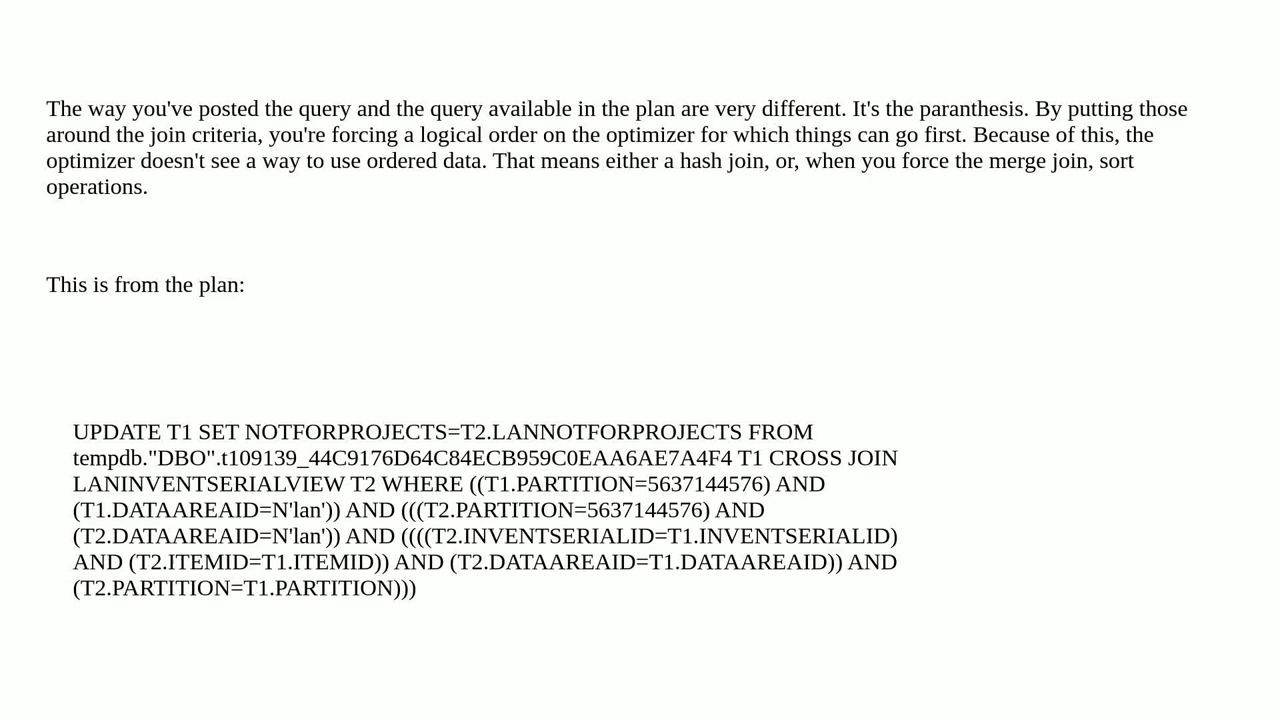 The way you've posted the query and the query available in the plan are very different. It's the paranthesis. By putting those
around the join criteria, you're forcing a logical order on the optimizer for which things can go first. Because of this, the
optimizer doesn't see a way to use ordered data. That means either a hash join, or, when you force the merge join, sort
operations.
This is from the plan:
UPDATE T1 SET NOTFORPROJECTS=T2.LANNOTFORPROJECTS FROM
tempdb."DBO".t109139_44C9176D64C84ECB959C0EAA6AE7A4F4 T1 CROSS JOIN
LANINVENTSERIALVIEW T2 WHERE ((T1.PARTITION=5637144576) AND
(T1.DATAAREAID=N'lan')) AND (((T2.PARTITION=5637144576) AND
(T2.DATAAREAID=N'lan')) AND ((((T2.INVENTSERIALID=T1.INVENTSERIALID)
AND (T2.ITEMID=T1.ITEMID)) AND (T2.DATAAREAID=T1.DATAAREAID)) AND
(T2.PARTITION=T1.PARTITION)))